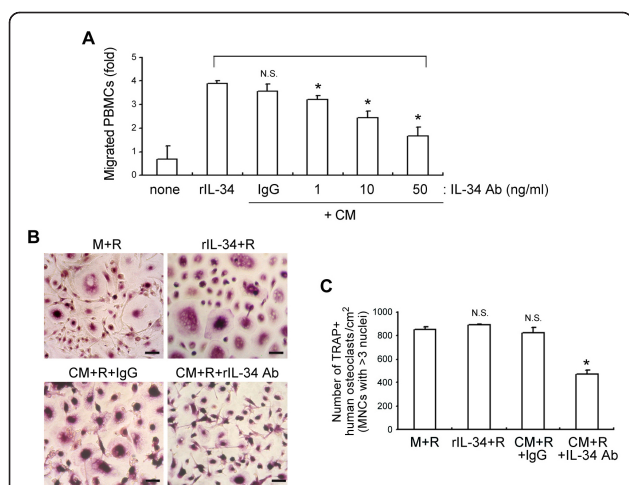 A
Migrated PBMCs (fold)
5
4
3
2
1
0
N.S.
*
*
*
none rIL-34 IgG 1 10 50 : IL-34 Ab (ng/ml)
+ CM
B
M+R rIL-34+R
CM+R+IgG CM+R+rIL-34 Ab
C
Number of TRAP+
human osteoclasts/cm2
(MNCs with >3 nuclei)
1000
800
600
400
200
0
N.S. N.S.
*
M+R rIL-34+R CM+R CM+R
+IgG +IL-34 Ab